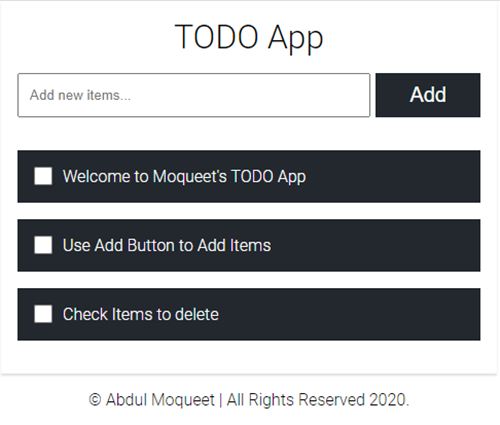 TODO App
Add new items...
Add
Welcome to Moqueet's TODO App
Use Add Button to Add Items
Check Items to delete
© Abdul Moqueet | All Rights Reserved 2020.